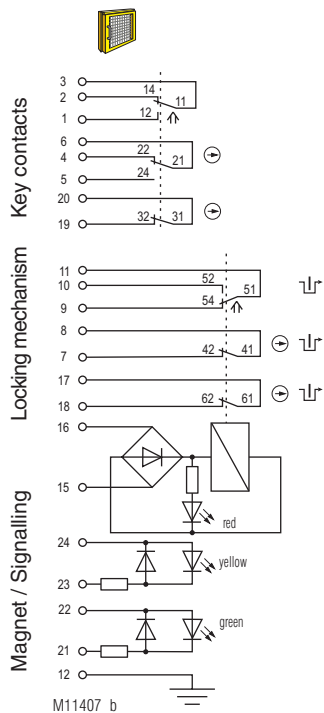 Key contacts
3
2 14
11
1 12
6
4 22
21
5 24
20
19 32 31
Locking mechanism
11
10 52
51
9 54
8
7 42 41
17
18 62 61
Magnet / Signalling
16
15
red
24
yellow
23
22
green
21
12
M11407_b